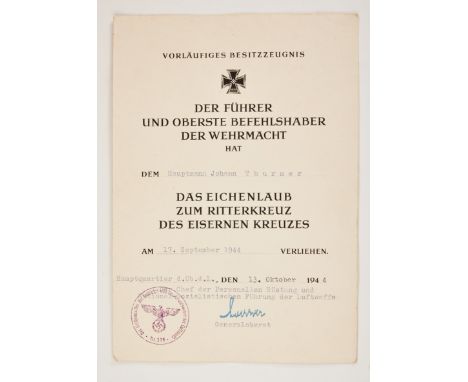 VORLÄUFIGES BESITZZEUGNIS
DER FÜHRER
UND OBERSTE BEFEHLSHABER
DER WEHRMACHT
HAT
DEM Hauptmann Johann Thurner
DAS EICHENLAUB
ZUM RITTERKREUZ
DES EISERNEN KREUZES
AM 17. September 1944 VERLIEHEN.
Hauptquartier d.Ob.d.L., DEN 13. Oktober 1944
Chef der Personellen Rüstung und
nationalsozialistischen Führung der Luftwaffe
Generaloberst